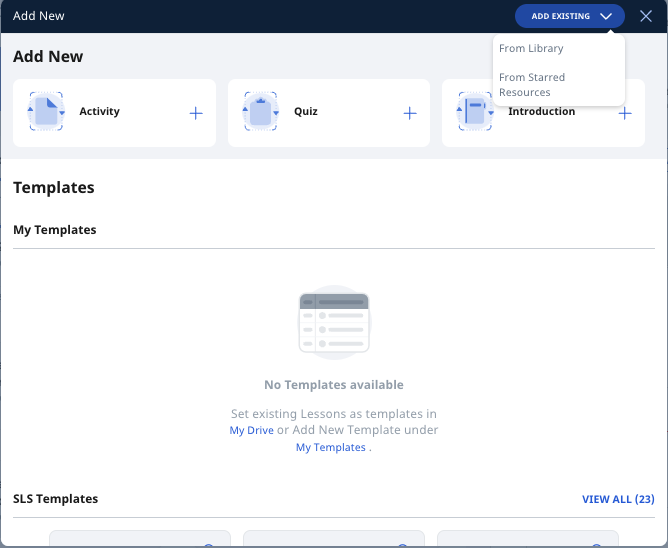 Add New
ADD EXISTING
From Library
From Starred
Resources
Add New
Activity
Quiz
Introduction
Templates
My Templates
No Templates available
Set existing Lessons as templates in
My Drive or Add New Template under
My Templates .
SLS Templates
VIEW ALL (23)